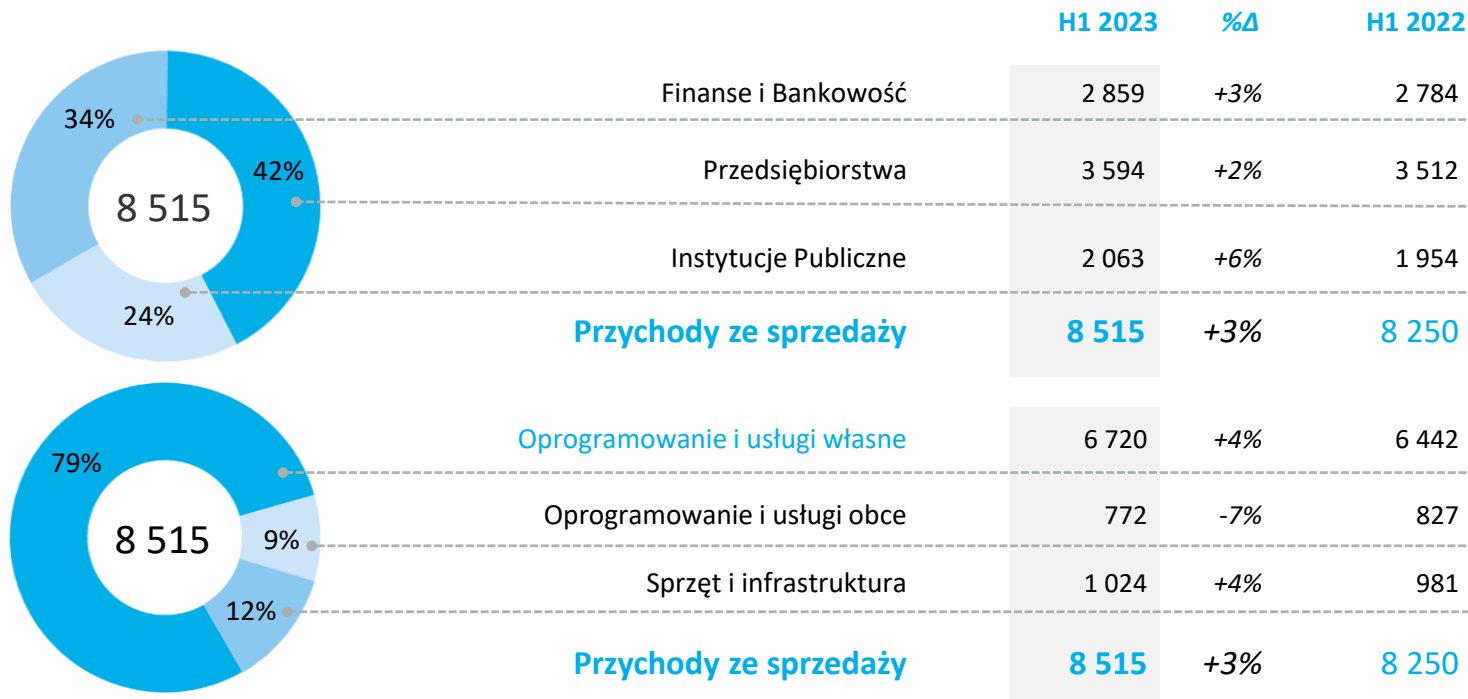 H1 2023 %Δ H1 2022
34%
42%
24%
8 515
Finanse i Bankowość 2 859 +3% 2 784
Przedsiębiorstwa 3 594 +2% 3 512
Instytucje Publiczne 2 063 +6% 1 954
Przychody ze sprzedaży 8 515 +3% 8 250
79%
9%
12%
8 515
Oprogramowanie i usługi własne 6 720 +4% 6 442
Oprogramowanie i usługi obce 772 -7% 827
Sprzęt i infrastruktura 1 024 +4% 981
Przychody ze sprzedaży 8 515 +3% 8 250